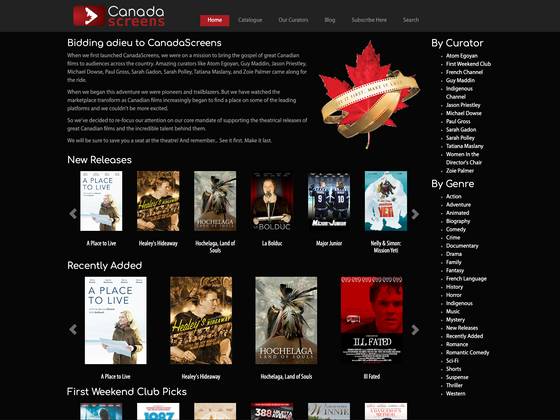 Canada
screens
Home
Catalogue
Our Curators
Blog
Subscribe Here
Search
Bidding adieu to CanadaScreens
When we first launched CanadaScreens, we were on a mission to bring the gospel of great Canadian
films to audiences across the country. Amazing curators like Atom Egoyan, Guy Maddin, Jason Priestley,
Michael Dowse, Paul Gross, Sarah Gadon, Sarah Polley, Tatiana Maslany, and Zoie Palmer came along for
the ride.
When we began this adventure we were pioneers and trailblazers. But we have watched the
marketplace transform as Canadian films increasingly began to find a place on some of the leading
platforms and we couldn't be more excited.
So we've decided to re-focus our attention on our core mandate of supporting the theatrical releases of
great Canadian films and the incredible talent behind them.
We will be sure to save you a seat at the theatre! And remember... See it first. Make it last.
New Releases
A PLACE
TO LIVE
Healey's
HIDEAWAY
HOCHELAGA
LAND OF SOULS
LA BOLDUC
MAJOR JUNIOR
YETI
A Place to Live
Healey's Hideaway
Hochelaga, Land of
Souls
La Bolduc
Major Junior
Nelly & Simon:
Mission Yeti
Recently Added
A PLACE
TO LIVE
Healey's
HIDEAWAY
HOCHELAGA
LAND OF SOULS
ILL FATED
A Place to Live
Healey's Hideaway
Hochelaga, Land of Souls
Ill Fated
First Weekend Club Picks
1987
388
By Curator
Atom Egoyan
First Weekend Club
French Channel
Guy Maddin
Indigenous
Channel
Jason Priestley
Michael Dowse
Paul Gross
Sarah Gadon
Sarah Polley
Tatiana Maslany
Women in the
Director's Chair
Zoie Palmer
By Genre
Action
Adventure
Animated
Biography
Comedy
Crime
Documentary
Drama
Family
Fantasy
French Language
History
Horror
Indigenous
Music
Mystery
New Releases
Recently Added
Romance
Romantic Comedy
Sci-Fi
Shorts
Suspense
Thriller
Western